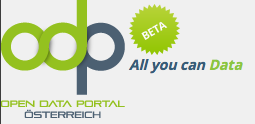 odp
BETA
All you can Data
OPEN DATA PORTAL
ÖSTERREICH